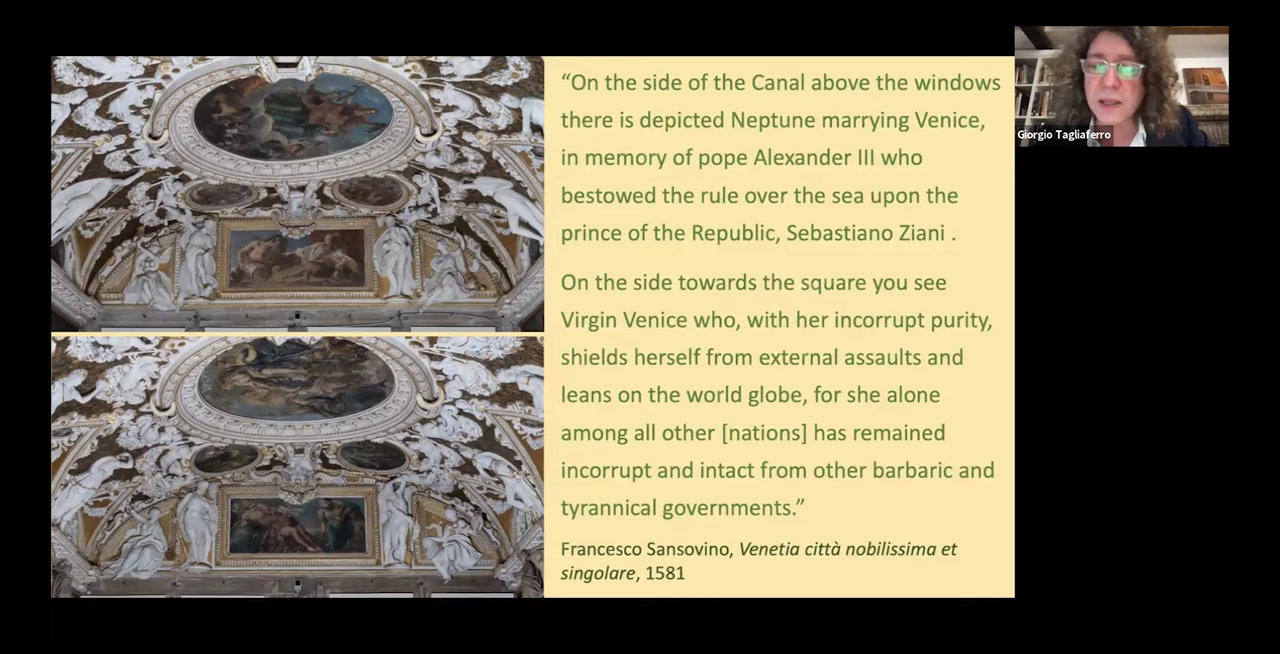 “On the side of the Canal above the windows
there is depicted Neptune marrying Venice,
in memory of pope Alexander III who
bestowed the rule over the sea upon the
prince of the Republic, Sebastiano Ziani .
On the side towards the square you see
Virgin Venice who, with her incorrupt purity,
shields herself from external assaults and
leans on the world globe, for she alone
among all other [nations] has remained
incorrupt and intact from other barbaric and
tyrannical governments.”
Francesco Sansovino, Venetia città nobilissima et
singolare, 1581
Giorgio Tagliaferro